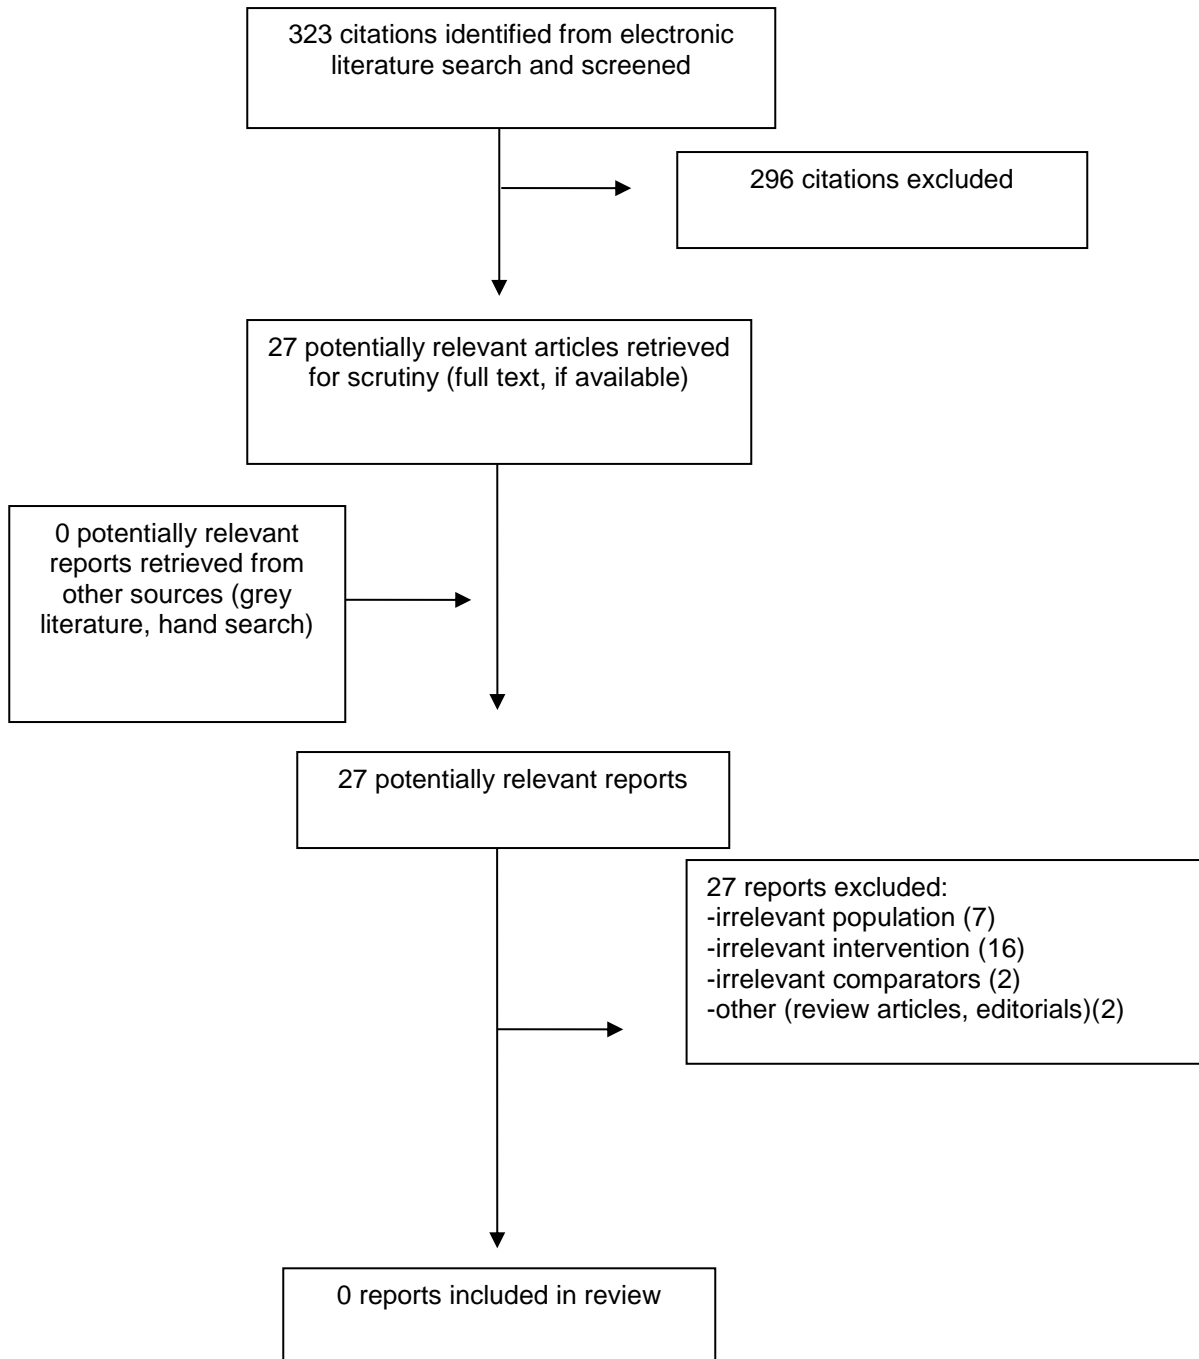 323 citations identified from electronic
literature search and screened
296 citations excluded
27 potentially relevant articles retrieved
for scrutiny (full text, if available)
0 potentially relevant
reports retrieved from
other sources (grey
literature, hand search)
27 potentially relevant reports
27 reports excluded:
-irrelevant population (7)
-irrelevant intervention (16)
-irrelevant comparators (2)
-other (review articles, editorials)(2)
0 reports included in review